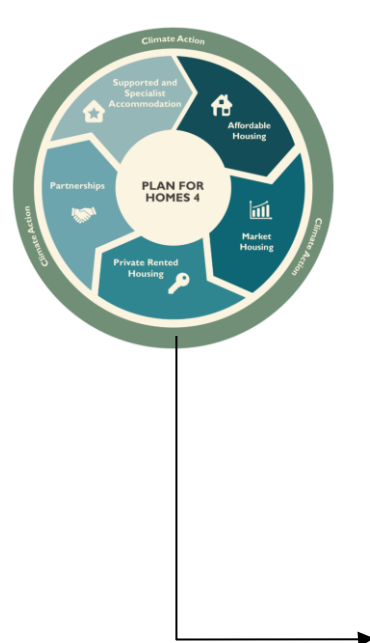 Climate Action
Supported and
Specialist
Accommodation
Affordable
Housing
Partnerships
PLAN FOR
HOMES 4
Market
Housing
Private Rented
Housing
Climate Action
Climate Action